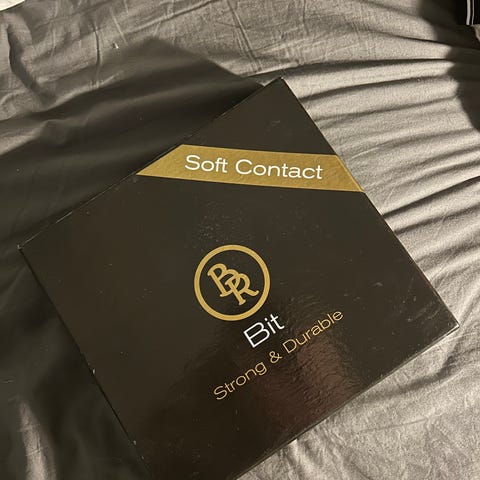 Soft Contact
BR
Bit
Strong & Durable